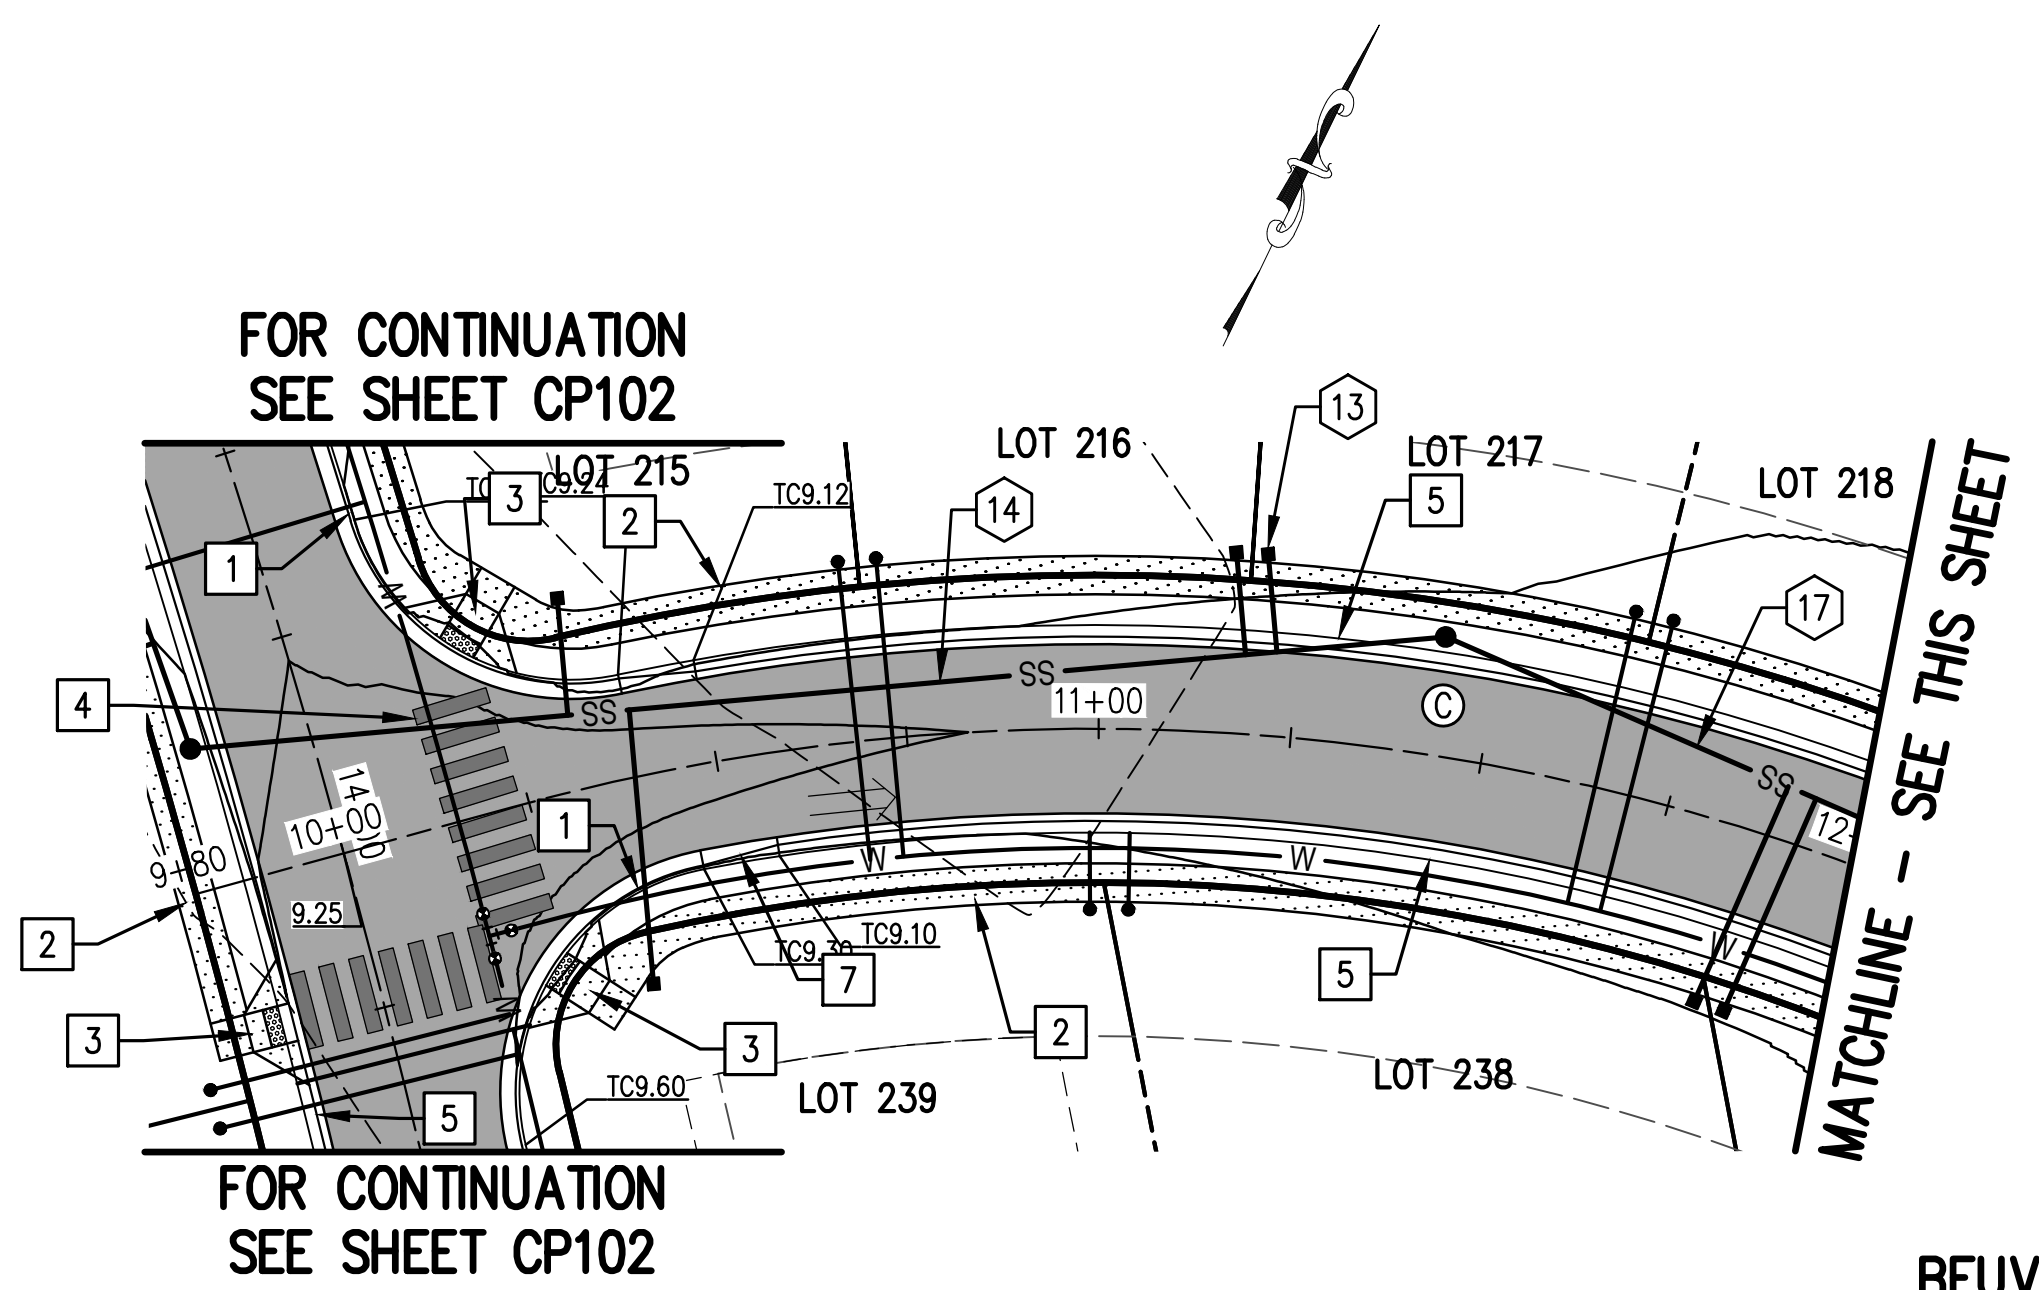 FOR CONTINUATION
SEE SHEET CP102
13
LOT 216
LOT 217
LOT 215
LOT 218
TC9.24
3
TC9.12
14
5
2
1
17
SS
4
11+00
C
SS
SS
14+00
10+00
1
12
9+80
W
W
9.25
2
TC9.30
TC9.10
W
7
5
3
3
2
TC9.60
LOT 239
LOT 238
5
MATCHLINE - SEE THIS SHEET
FOR CONTINUATION
SEE SHEET CP102